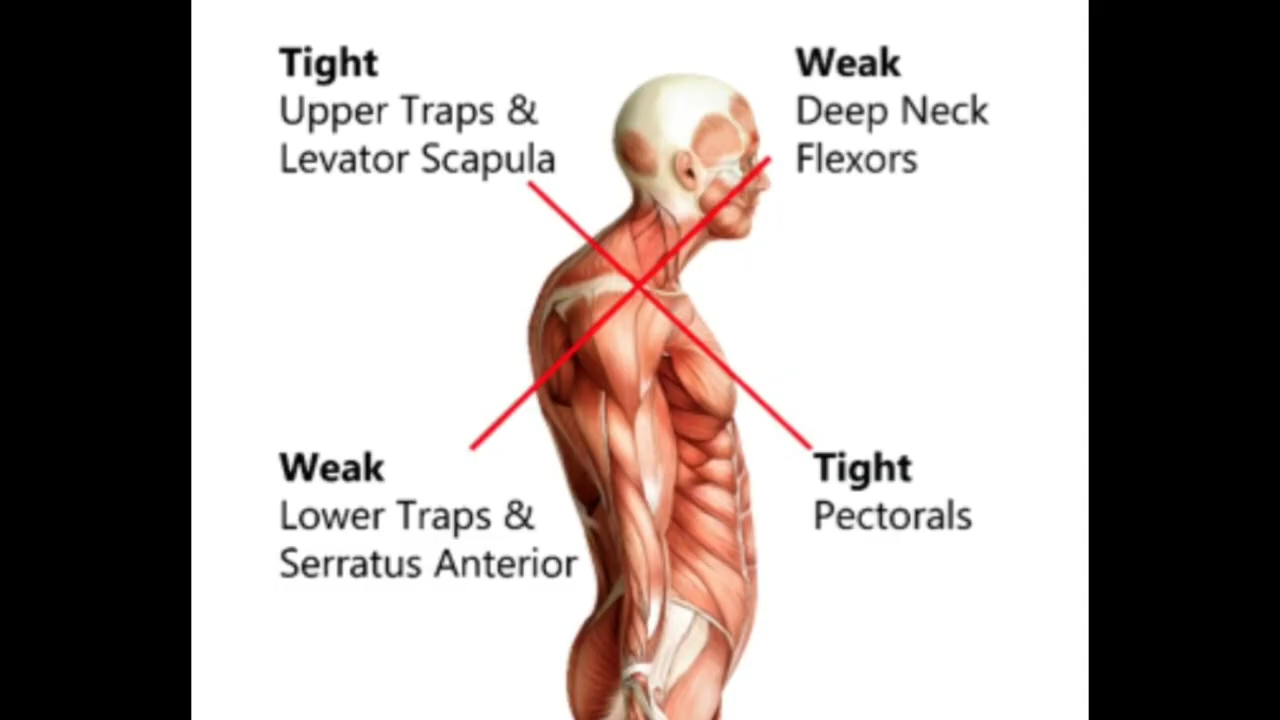 Tight
Upper Traps &
Levator Scapula
Weak
Deep Neck
Flexors
Weak
Lower Traps &
Serratus Anterior
Tight
Pectorals